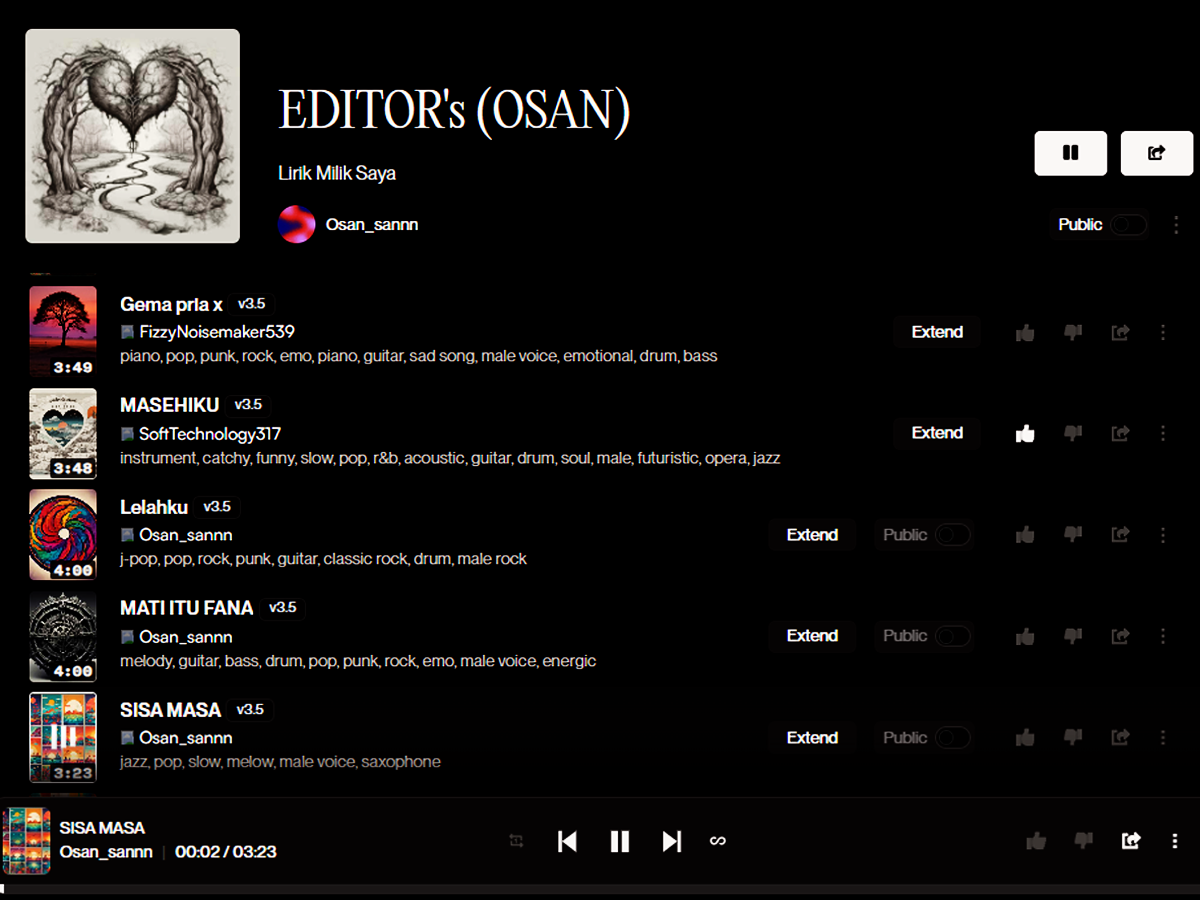 EDITOR's (OSAN)
Lirik Milik Saya
Osan_sannn
Public
Gema pria x v3.5
FizzyNoisemaker539
piano, pop, punk, rock, emo, piano, guitar, sad song, male voice, emotional, drum, bass
3:49
Extend
MASEHIKU v3.5
SoftTechnology317
instrument, catchy, funny, slow, pop, r&b, acoustic, guitar, drum, soul, male, futuristic, opera, jazz
3:48
Extend
Lelahku v3.5
Osan_sannn
j-pop, pop, rock, punk, guitar, classic rock, drum, male rock
4:00
Extend Public
MATI ITU FANA v3.5
Osan_sannn
melody, guitar, bass, drum, pop, punk, rock, emo, male voice, energic
4:00
Extend Public
SISA MASA v3.5
Osan_sannn
jazz, pop, slow, melow, male voice, saxophone
3:23
Extend Public
SISA MASA
Osan_sannn | 00:02 / 03:23